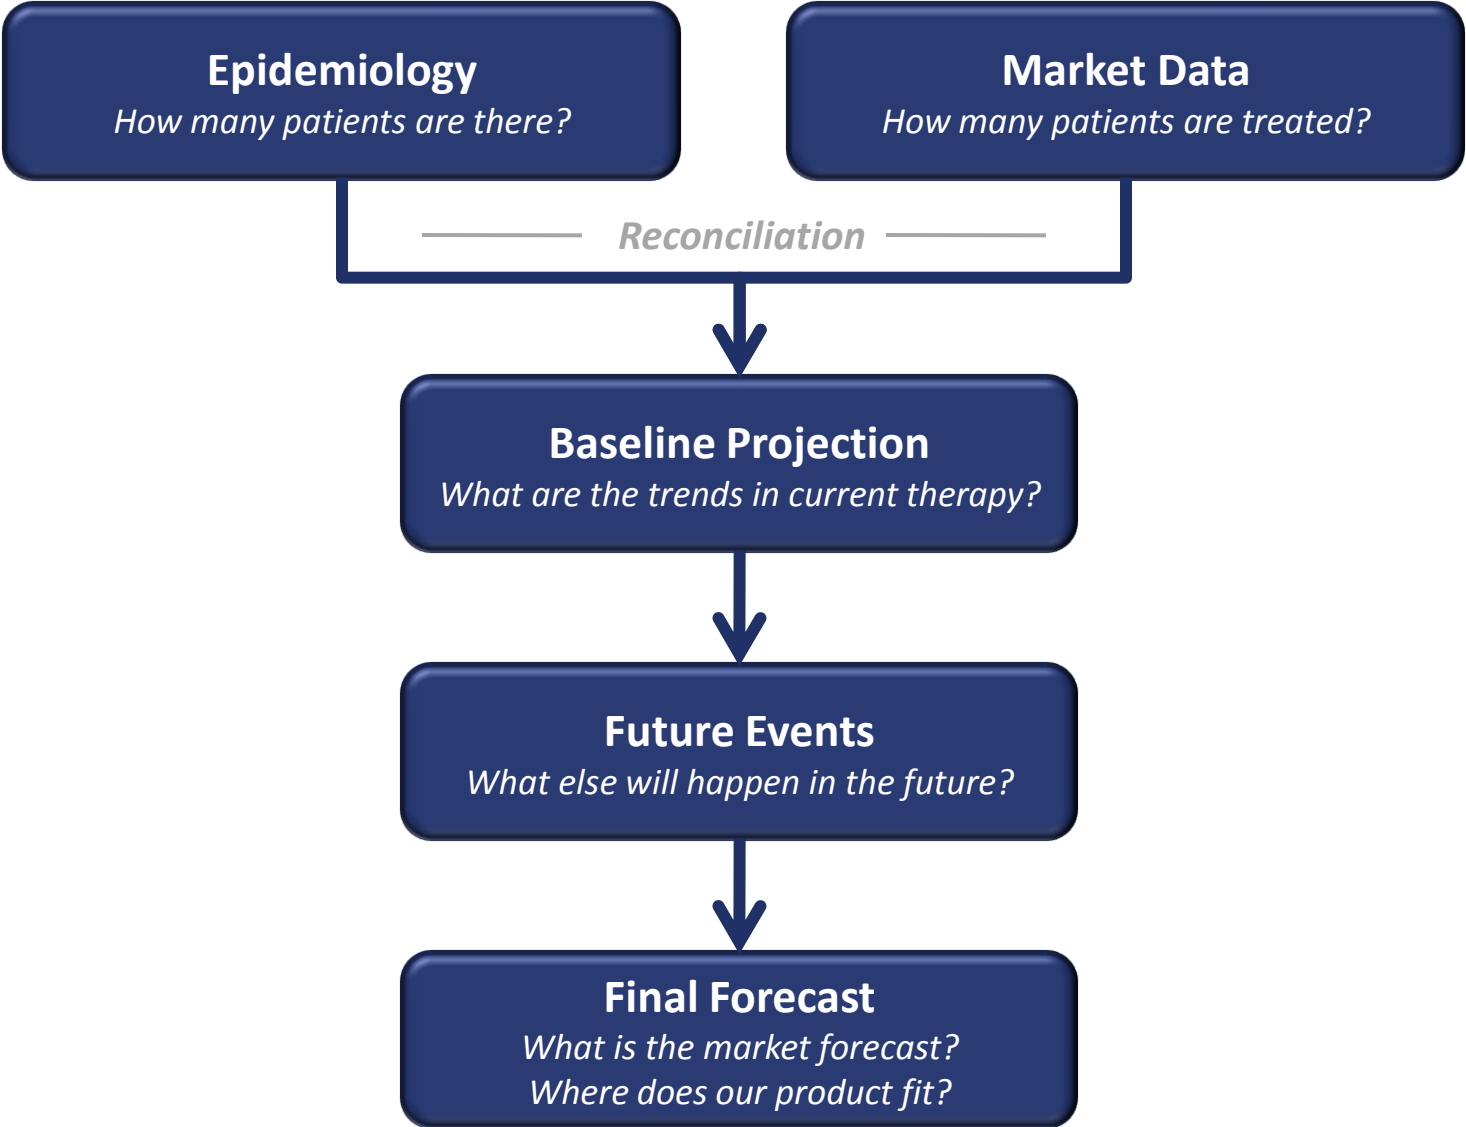 Epidemiology
How many patients are there?
Market Data
How many patients are treated?
Reconciliation
Baseline Projection
What are the trends in current therapy?
Future Events
What else will happen in the future?
Final Forecast
What is the market forecast?
Where does our product fit?